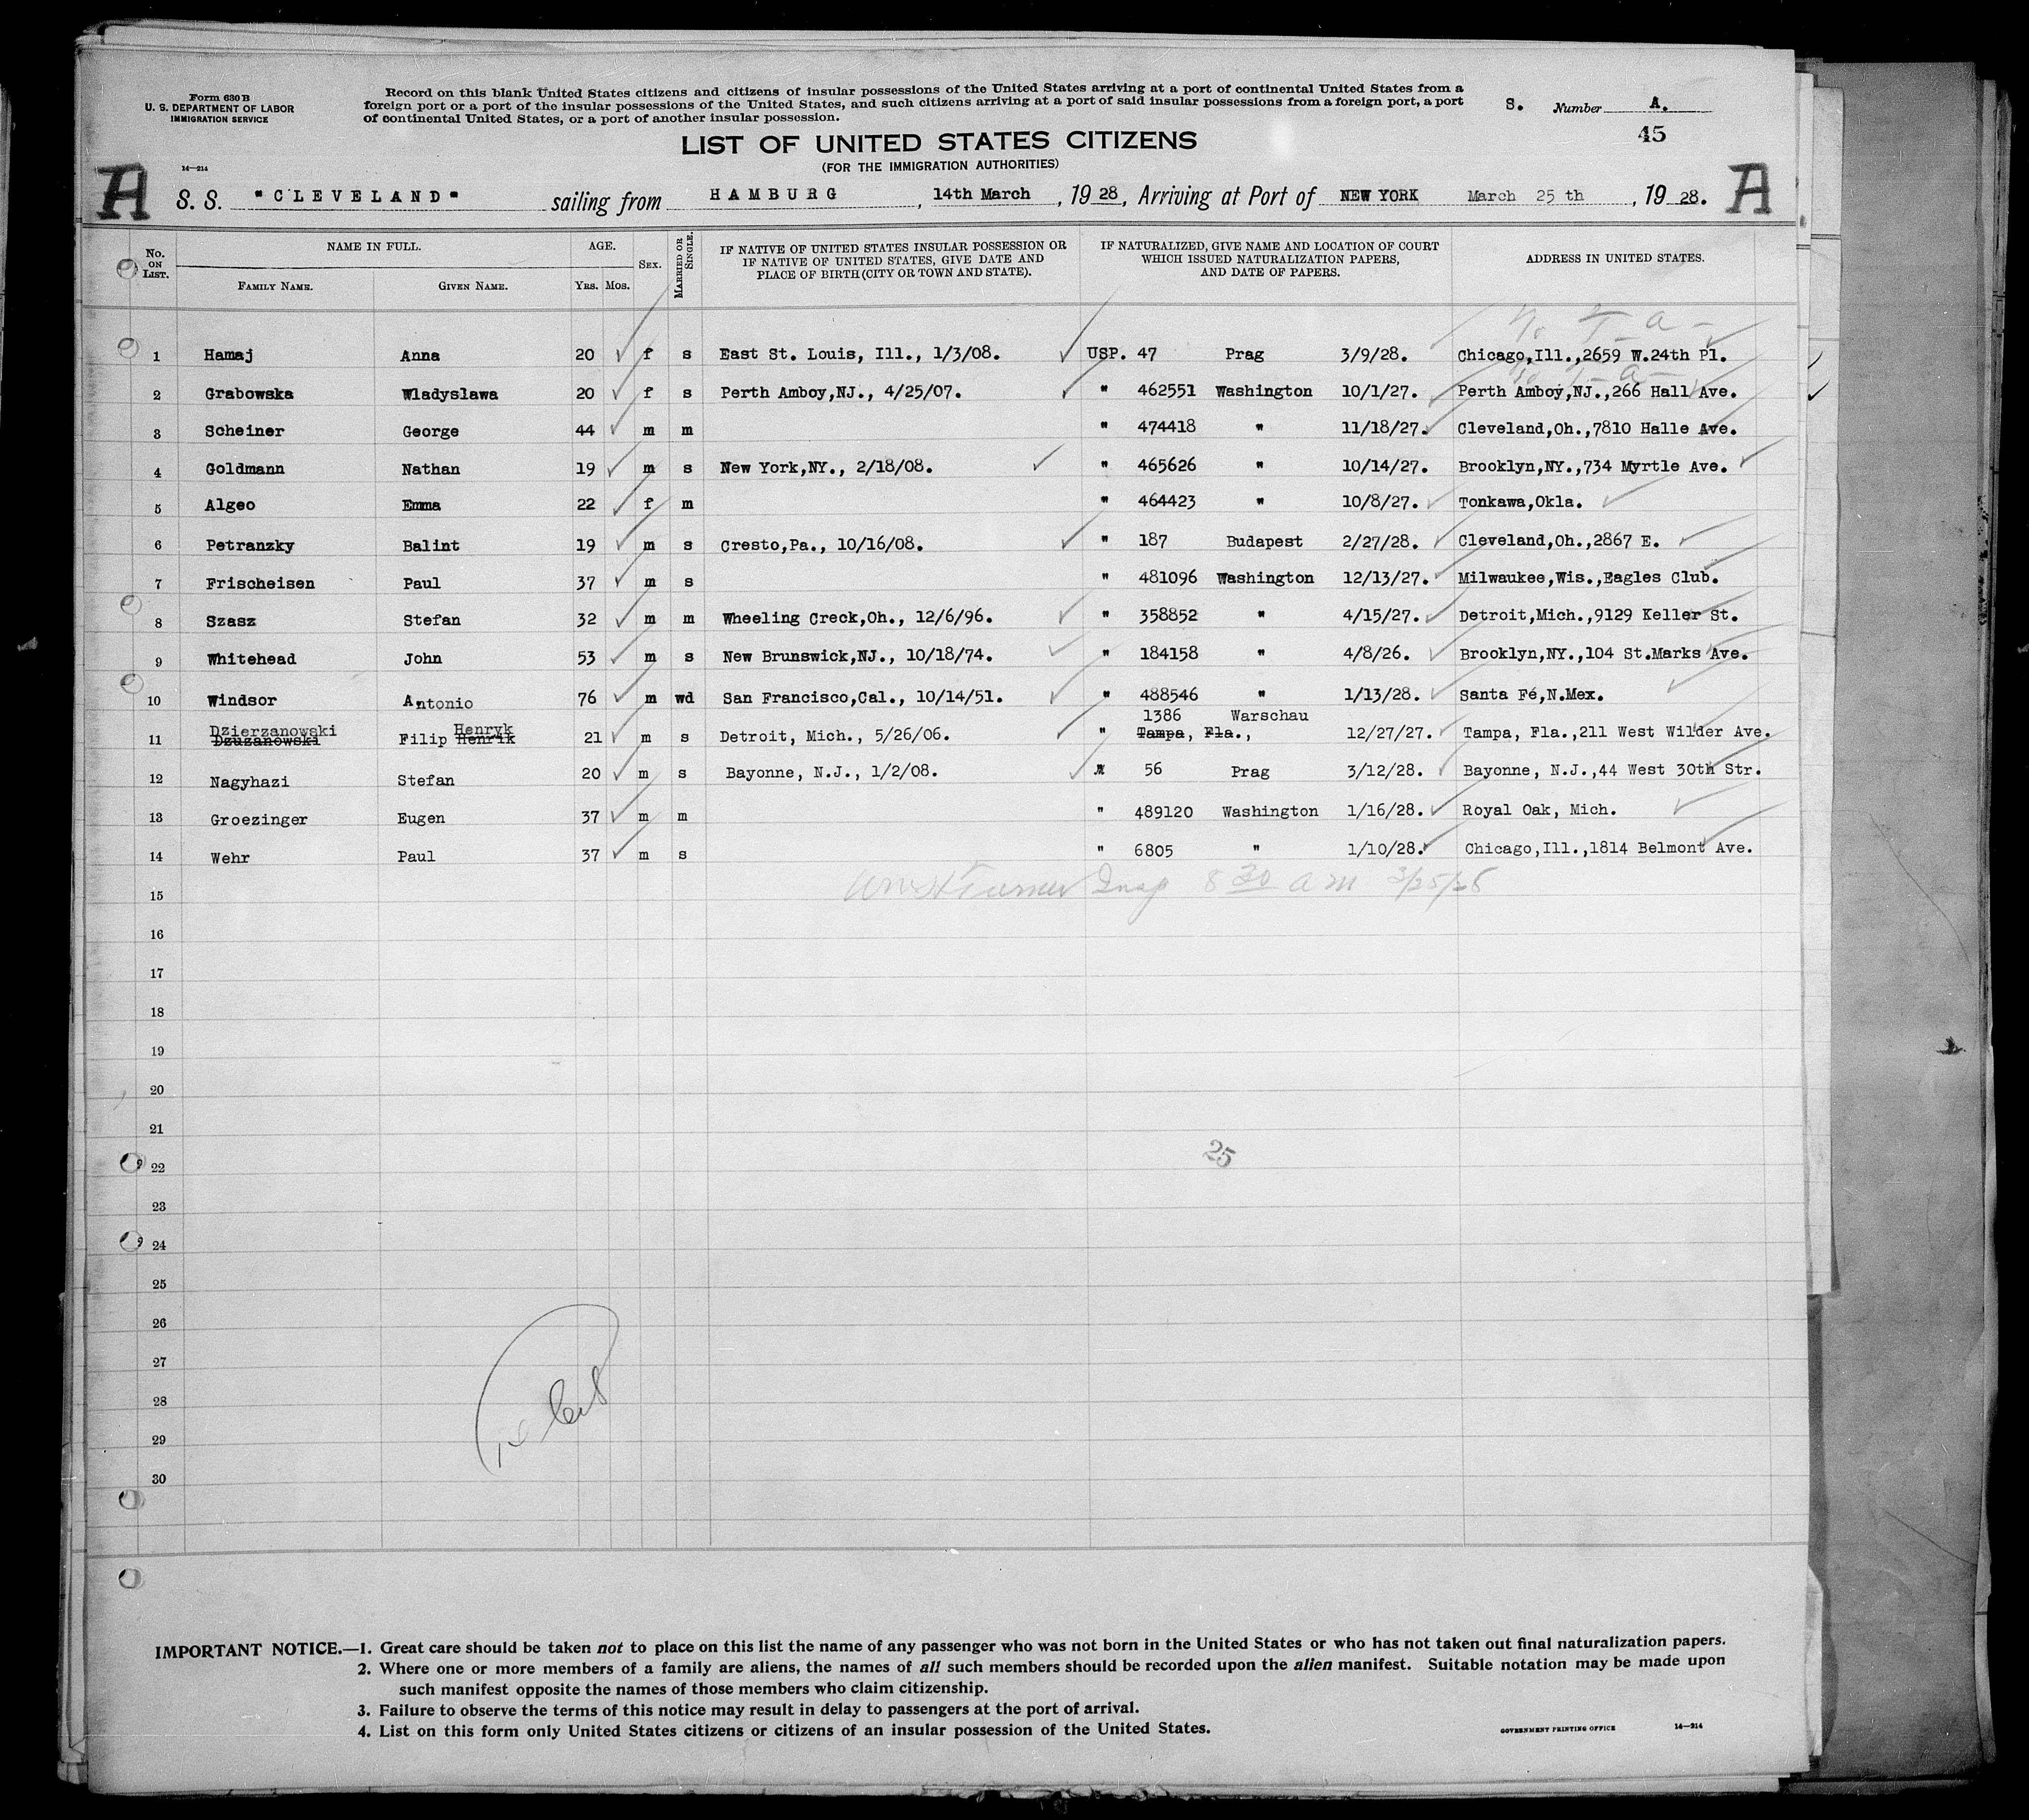 Form 630 B
U. S. DEPARTMENT OF LABOR
IMMIGRATION SERVICE
14—214
Record on this blank United States citizens and citizens of insular possessions of the United States arriving at a port of continental United States from a
foreign port or a port of the insular possessions of the United States, and such citizens arriving at a port of said insular possessions from a foreign port, a port
of continental United States, or a port of another insular possession.
S. Number A.
45
LIST OF UNITED STATES CITIZENS
(FOR THE IMMIGRATION AUTHORITIES)
A S. S. "CLEVELAND" sailing from HAMBURG, 14th March, 1928, Arriving at Port of NEW YORK March 25 th, 1928. A
No. ON LIST. NAME IN FULL. FAMILY NAME. GIVEN NAME. AGE. YRS. MOS. SEX. MARRIED OR SINGLE. IF NATIVE OF UNITED STATES INSULAR POSSESSION OR IF NATIVE OF UNITED STATES, GIVE DATE AND PLACE OF BIRTH (CITY OR TOWN AND STATE). IF NATURALIZED, GIVE NAME AND LOCATION OF COURT WHICH ISSUED NATURALIZATION PAPERS, AND DATE OF PAPERS. ADDRESS IN UNITED STATES.
1 Hamaj Anna 20 f s East St. Louis, Ill., 1/3/08. USP. 47 Prag 3/9/28. Chicago,Ill.,2659 W.24th Pl.
2 Grabowska Wladyslawa 20 f s Perth Amboy,NJ., 4/25/07. " 462551 Washington 10/1/27. Perth Amboy,NJ.,266 Hall Ave.
3 Scheiner George 44 m m " 474418 " 11/18/27. Cleveland,Oh.,7810 Halle Ave.
4 Goldmann Nathan 19 m s New York,NY., 2/18/08. " 465626 " 10/14/27. Brooklyn,NY.,734 Myrtle Ave.
5 Algeo Emma 22 f m " 464423 " 10/8/27. Tonkawa,Okla.
6 Petranzky Balint 19 m s Cresto,Pa., 10/16/08. " 187 Budapest 2/27/28. Cleveland,Oh.,2867 E.
7 Frischeisen Paul 37 m s " 481096 Washington 12/13/27. Milwaukee,Wis.,Eagles Club.
8 Szasz Stefan 32 m m Wheeling Creck,Oh., 12/6/96. " 358852 " 4/15/27. Detroit,Mich.,9129 Keller St.
9 Whitehead John 53 m s New Brunswick,NJ., 10/18/74. " 184158 " 4/8/26. Brooklyn,NY.,104 St.Marks Ave.
10 Windsor Antonio 76 m wd San Francisco,Cal., 10/14/51. " 488546 " 1/13/28. Santa Fé,N.Mex.
Dzierzanowski Henryk 1386 Warschau
11 Dzuzanowski Filip Henrik 21 m s Detroit, Mich., 5/26/06. " Tampa, Fla., 12/27/27. Tampa, Fla.,211 West Wilder Ave.
12 Nagyhazi Stefan 20 m s Bayonne, N.J., 1/2/08. " 56 Prag 3/12/28. Bayonne, N.J.,44 West 30th Str.
13 Groezinger Eugen 37 m m " 489120 Washington 1/16/28. Royal Oak, Mich.
14 Wehr Paul 37 m s " 6805 " 1/10/28. Chicago,Ill.,1814 Belmont Ave.
15 Turner Insp 8 30 a m 3/25/28
16
17
18
19
20
21
25
22
23
24
25
26
27
28
29
30
IMPORTANT NOTICE.—1. Great care should be taken not to place on this list the name of any passenger who was not born in the United States or who has not taken out final naturalization papers.
2. Where one or more members of a family are aliens, the names of all such members should be recorded upon the alien manifest. Suitable notation may be made upon
such manifest opposite the names of those members who claim citizenship.
3. Failure to observe the terms of this notice may result in delay to passengers at the port of arrival.
4. List on this form only United States citizens or citizens of an insular possession of the United States.
GOVERNMENT PRINTING OFFICE 14—214